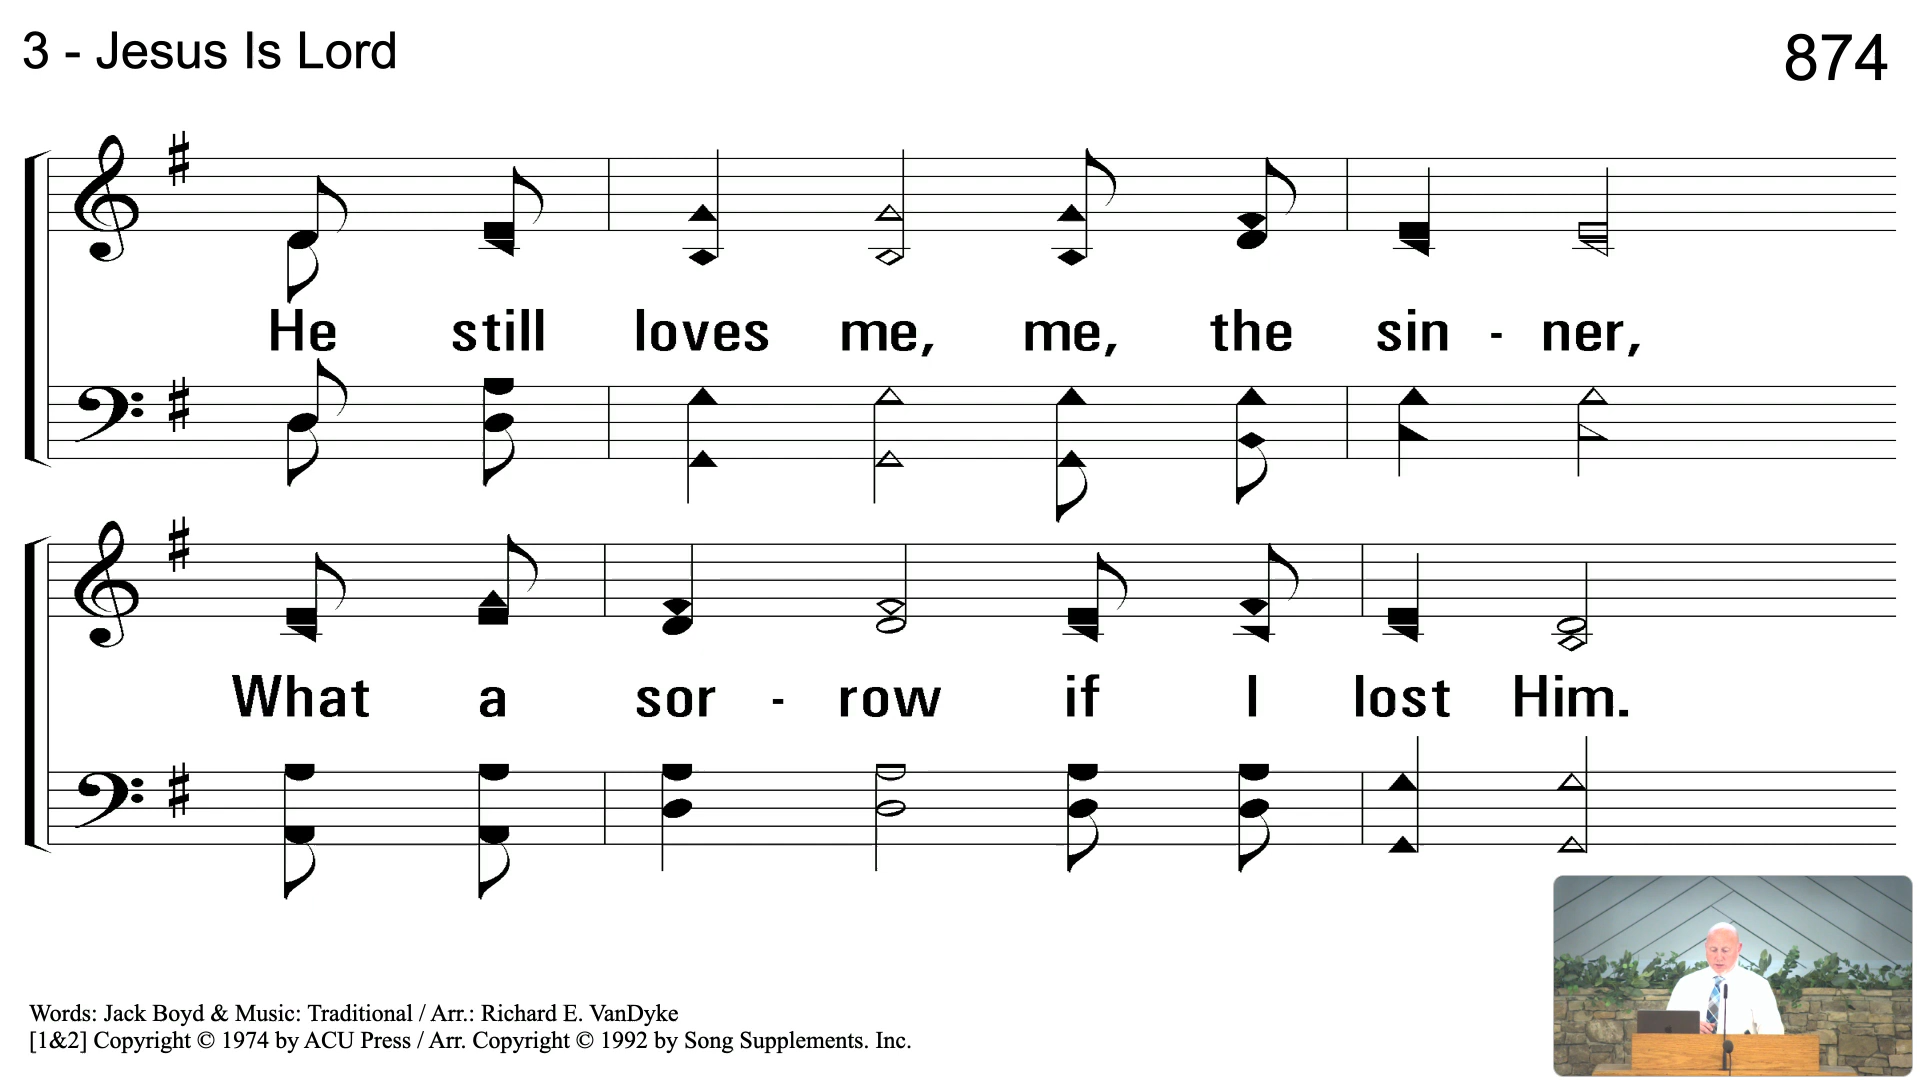 3 - Jesus Is Lord
874
He still loves me, me, the sin - ner,
What a sor - row if I lost Him.
Words: Jack Boyd & Music: Traditional / Arr.: Richard E. VanDyke
[1&2] Copyright © 1974 by ACU Press / Arr. Copyright © 1992 by Song Supplements. Inc.